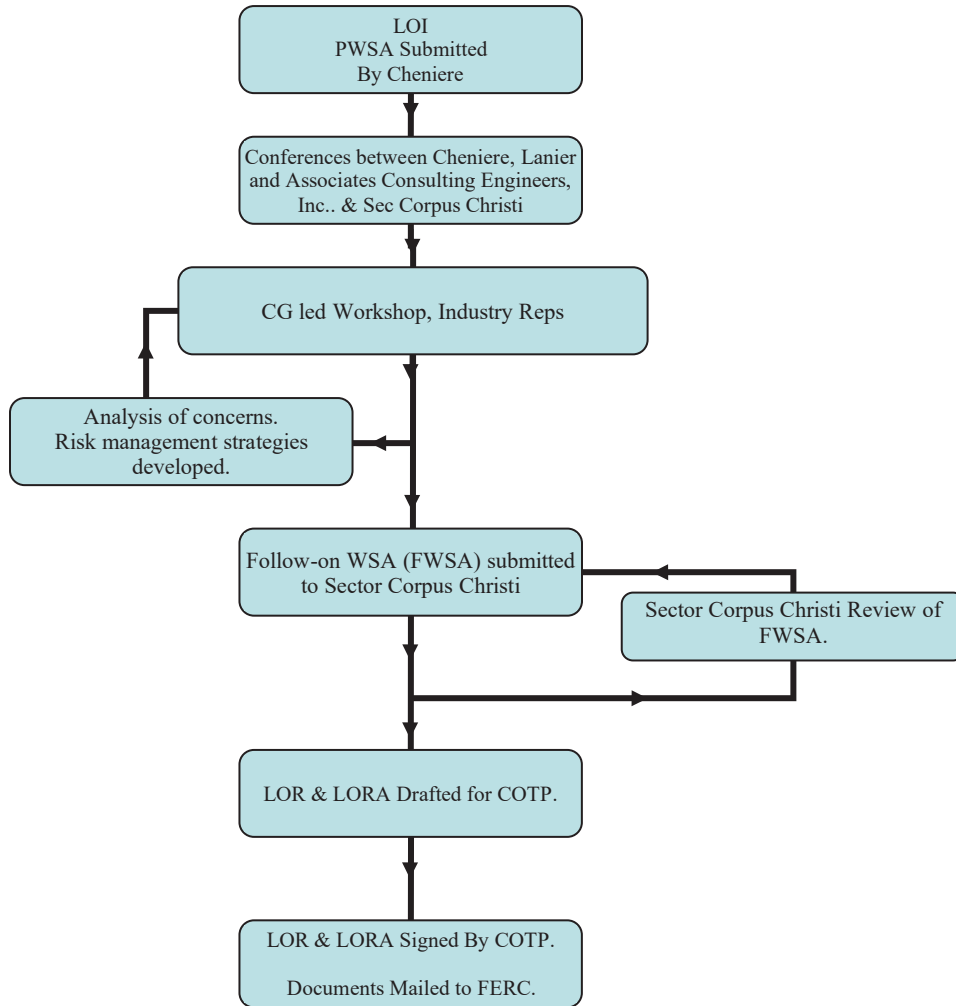 LOI
PWSA Submitted
By Cheniere
Conferences between Cheniere, Lanier
and Associates Consulting Engineers,
Inc.. & Sec Corpus Christi
CG led Workshop, Industry Reps
Analysis of concerns.
Risk management strategies
developed.
Follow-on WSA (FWSA) submitted
to Sector Corpus Christi
Sector Corpus Christi Review of
FWSA.
LOR & LORA Drafted for COTP.
LOR & LORA Signed By COTP.
Documents Mailed to FERC.